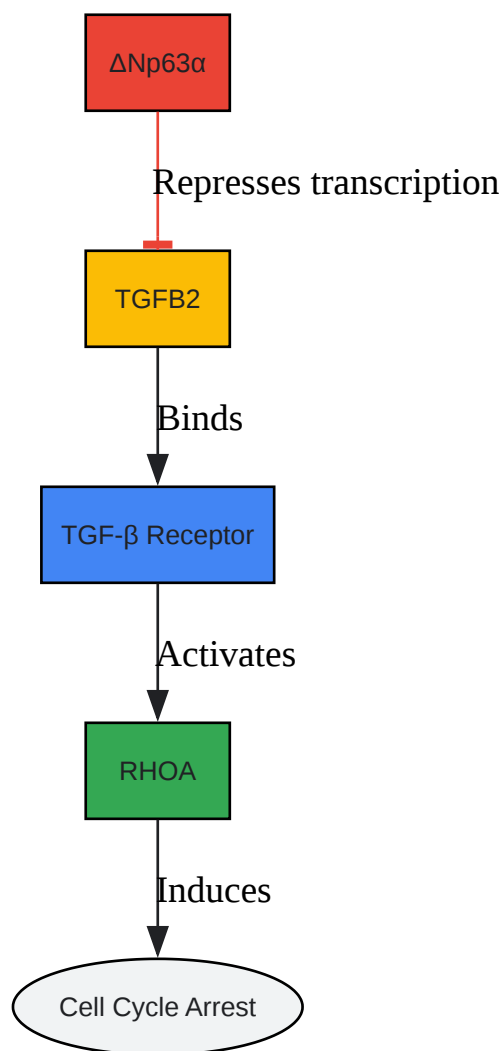 ΔNp63α
Represses transcription
TGFB2
Binds
TGF-β Receptor
Activates
RHOA
Induces
Cell Cycle Arrest